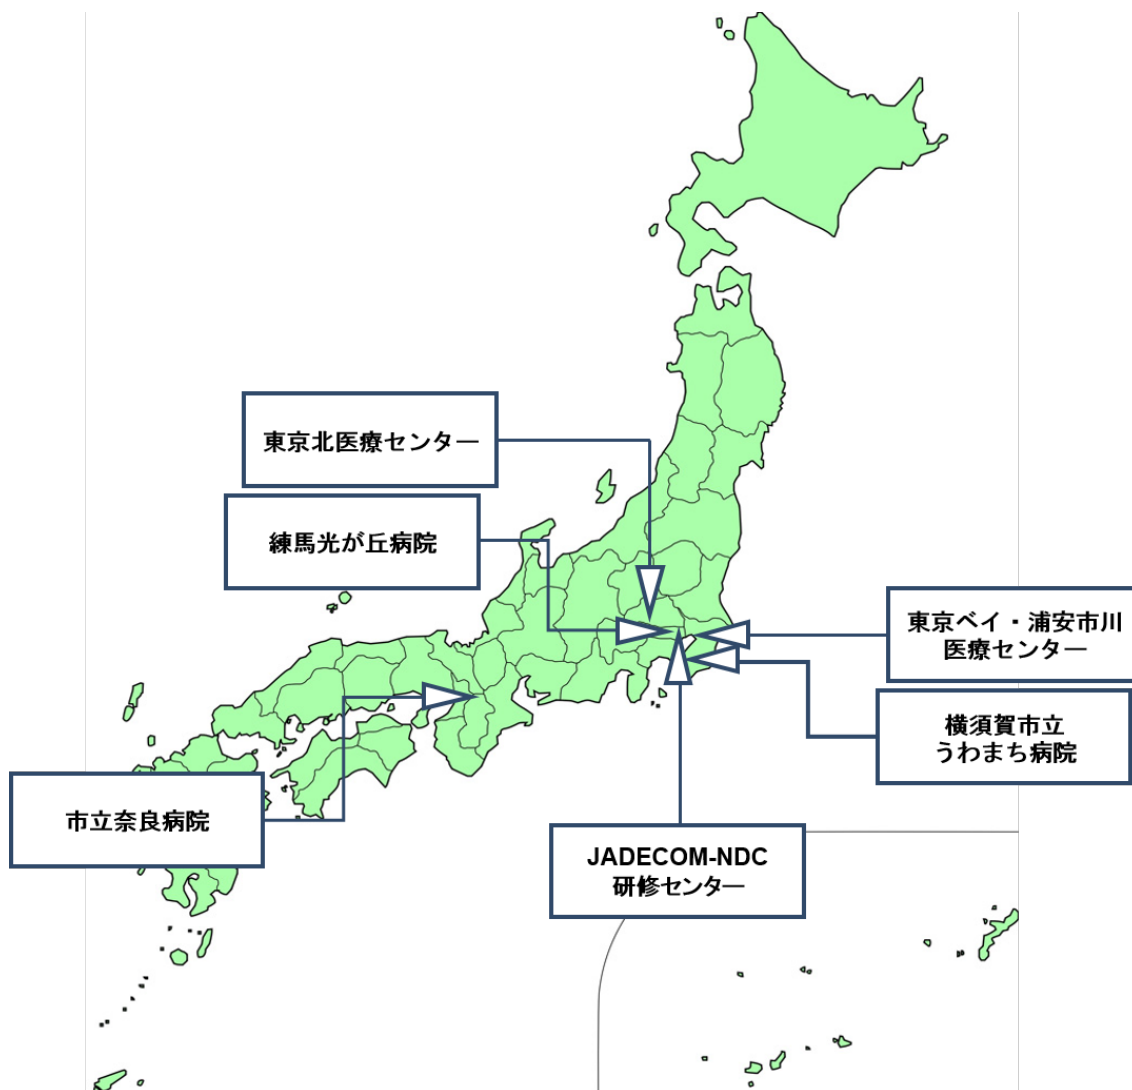 東京北医療センター
練馬光が丘病院
東京ベイ・浦安市川
医療センター
横須賀市立
うわまち病院
市立奈良病院
JADECOM-NDC
研修センター